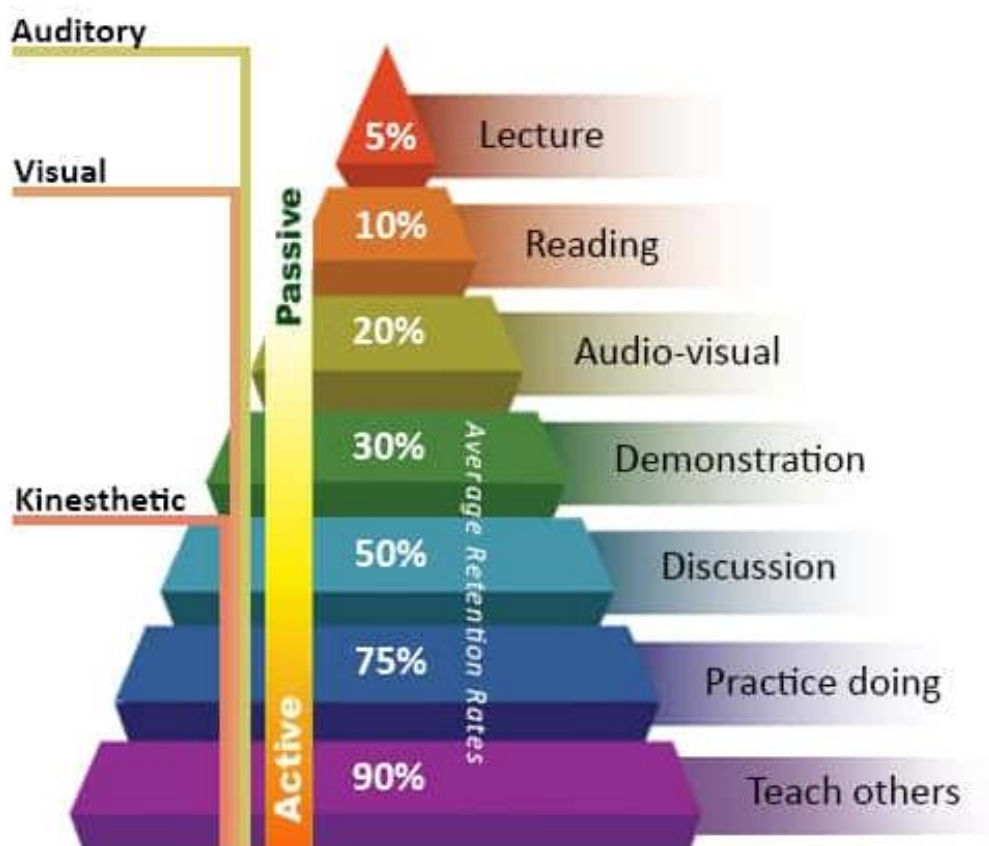 Auditory
5%
Lecture
Visual
Passive
10%
Reading
20%
Audio-visual
30%
Demonstration
Average Retention Rates
Kinesthetic
50%
Discussion
75%
Practice doing
Active
90%
Teach others